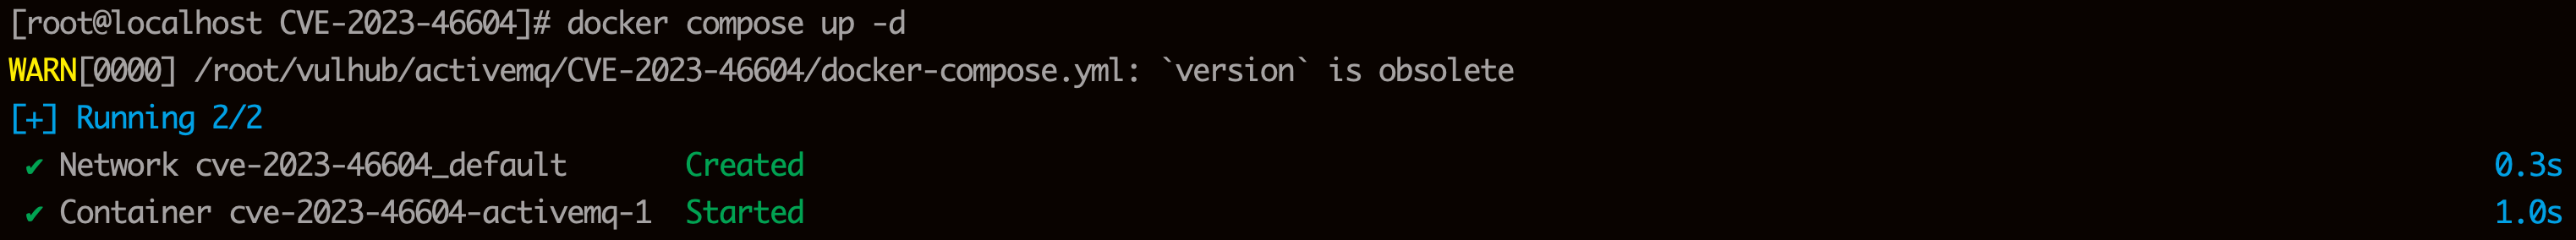 [root@localhost CVE-2023-46604]# docker compose up -d
WARN[0000] /root/vulhub/activemq/CVE-2023-46604/docker-compose.yml: `version` is obsolete
[+] Running 2/2
✔ Network cve-2023-46604_default Created 0.3s
✔ Container cve-2023-46604-activemq-1 Started 1.0s